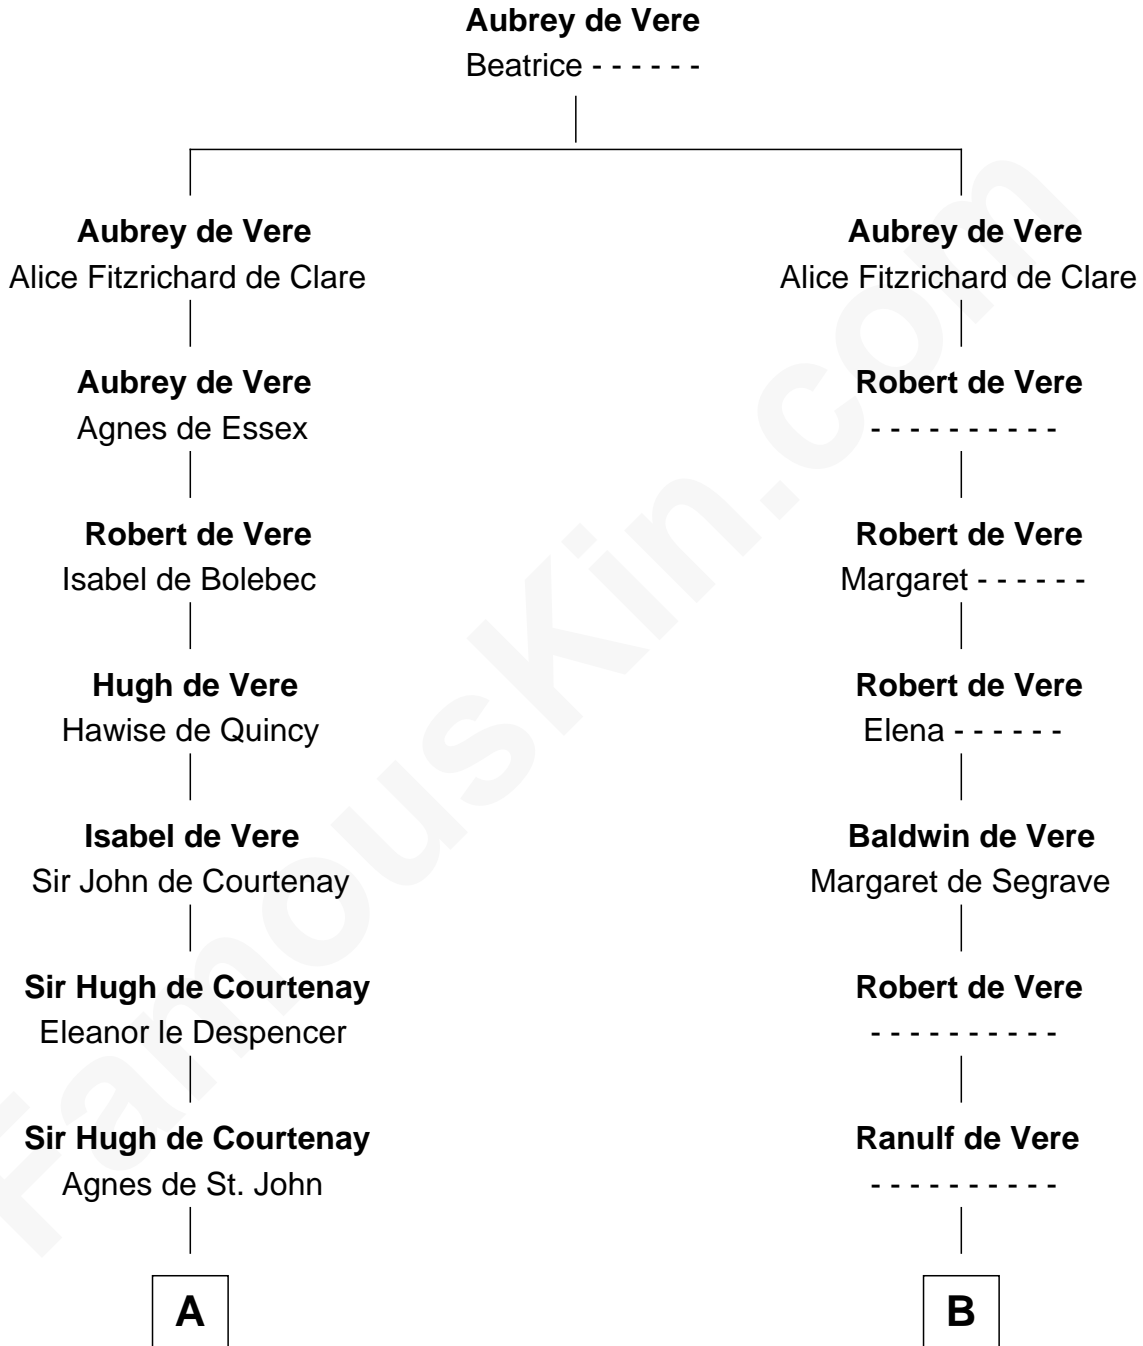 Aubrey de Vere
Beatrice - - - - - -
Aubrey de Vere
Alice Fitzrichard de Clare
Aubrey de Vere
Alice Fitzrichard de Clare
Aubrey de Vere
Agnes de Essex
Robert de Vere
- - - - - - - - - -
Robert de Vere
Isabel de Bolebec
Robert de Vere
Margaret - - - - - -
Hugh de Vere
Hawise de Quincy
Robert de Vere
Elena - - - - - -
Isabel de Vere
Sir John de Courtenay
Baldwin de Vere
Margaret de Segrave
Sir Hugh de Courtenay
Eleanor le Despencer
Robert de Vere
- - - - - - - - - -
Sir Hugh de Courtenay
Agnes de St. John
Ranulf de Vere
- - - - - - - - - -
A
B
FamousKin.com